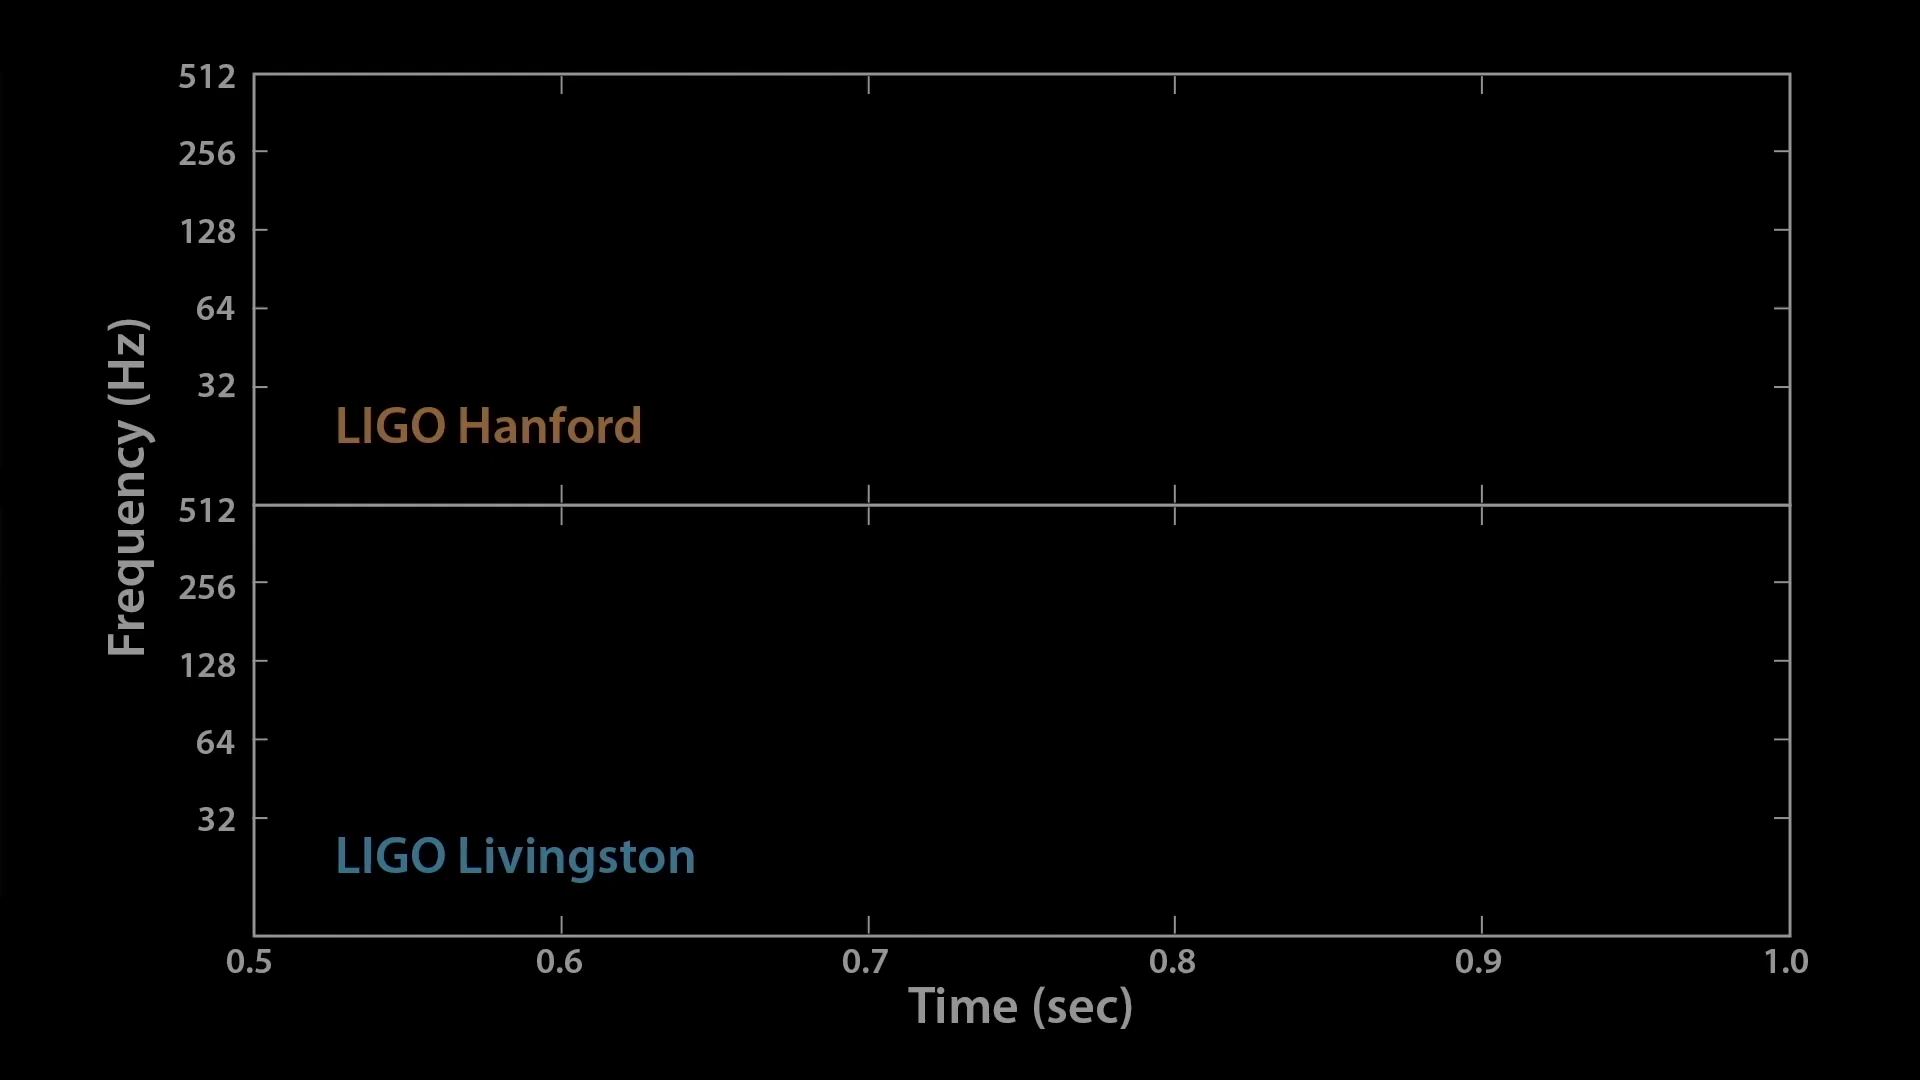 512
256
128
64
32
LIGO Hanford
Frequency (Hz)
512
256
128
64
32
LIGO Livingston
0.5 0.6 0.7 0.8 0.9 1.0
Time (sec)